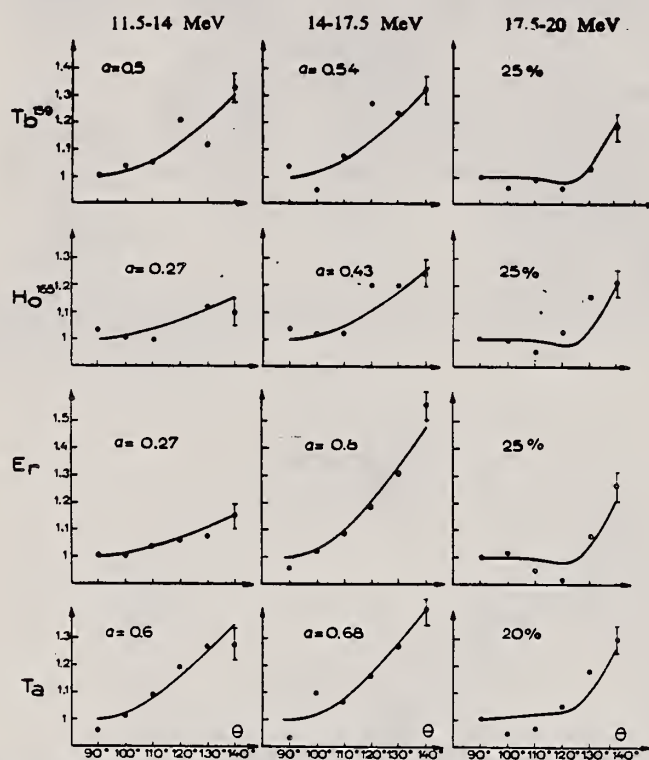 11.5-14 MeV 14-17.5 MeV 17.5-20 MeV
Tb159
1.4
1.3
1.2
1.1
1
a=0.5
a=0.54
25%
Ho165
1.3
1.2
1.1
1
a=0.27
a=0.43
25%
Er
1.5
1.4
1.3
1.2
1.1
1
a=0.27
a=0.8
25%
Ta
1.3
1.2
1.1
1
a=0.6
a=0.68
20%
90° 100° 110° 120° 130° 140° θ
90° 100° 110° 120° 130° 140° θ
90° 100° 110° 120° 130° 140° θ